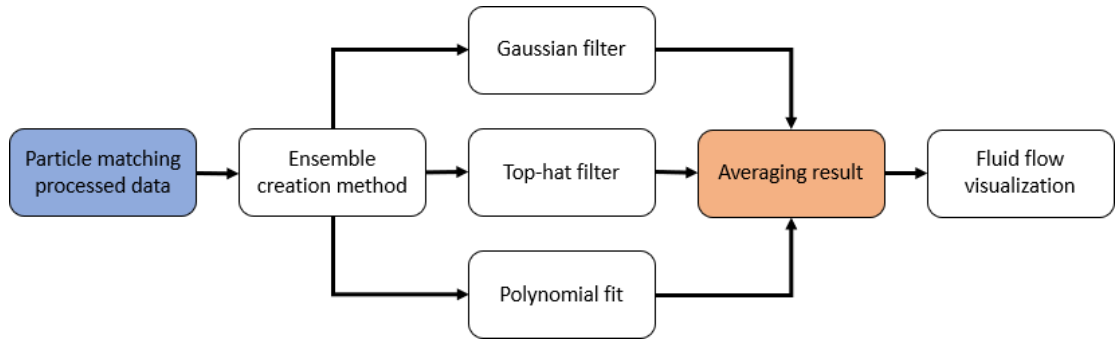 Gaussian filter
Particle matching
processed data
Ensemble
creation method
Top-hat filter
Averaging result
Fluid flow
visualization
Polynomial fit